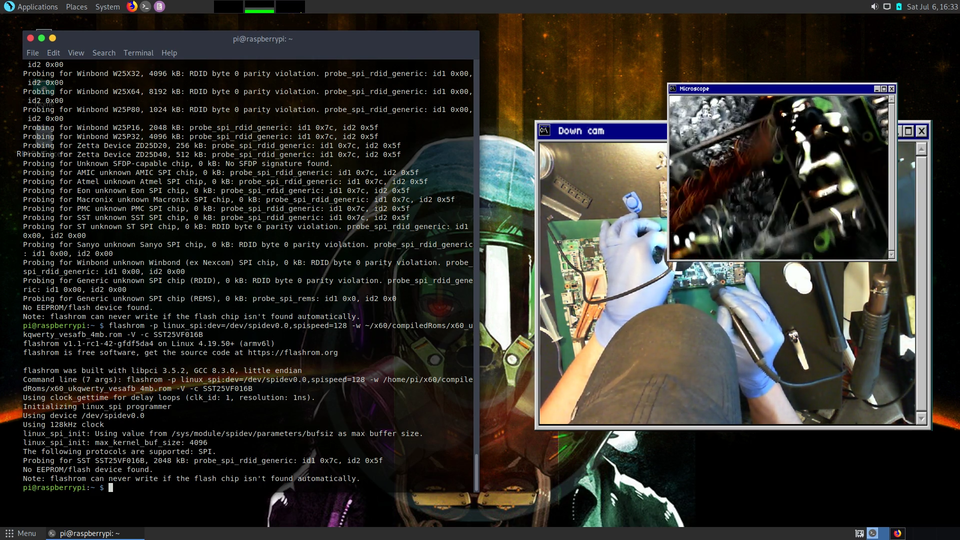 Applications Places System
Sat Jul 6, 16:33
pi@raspberrypi: ~
File Edit View Search Terminal Help
id2 0x00
Probing for Winbond W25X32, 4096 kB: RDID byte 0 parity violation. probe_spi_rdid_generic: id1 0x00,
id2 0x00
Probing for Winbond W25X64, 8192 kB: RDID byte 0 parity violation. probe_spi_rdid_generic: id1 0x00,
id2 0x00
Probing for Winbond W25P80, 1024 kB: RDID byte 0 parity violation. probe_spi_rdid_generic: id1 0x00,
id2 0x00
Probing for Winbond W25P16, 2048 kB: probe_spi_rdid_generic: id1 0x7c, id2 0x5f
Probing for Winbond W25P32, 4096 kB: probe_spi_rdid_generic: id1 0x7c, id2 0x5f
Probing for Zetta Device ZD25D20, 256 kB: probe_spi_rdid_generic: id1 0x7c, id2 0x5f
Probing for Zetta Device ZD25D40, 512 kB: probe_spi_rdid_generic: id1 0x7c, id2 0x5f
Probing for Unknown SFDP-capable chip, 0 kB: No SFDP signature found.
Probing for AMIC unknown AMIC SPI chip, 0 kB: probe_spi_rdid_generic: id1 0x7c, id2 0x5f
Probing for Atmel unknown Atmel SPI chip, 0 kB: probe_spi_rdid_generic: id1 0x7c, id2 0x5f
Probing for Eon unknown Eon SPI chip, 0 kB: probe_spi_rdid_generic: id1 0x7c, id2 0x5f
Probing for Macronix unknown Macronix SPI chip, 0 kB: probe_spi_rdid_generic: id1 0x7c, id2 0x5f
Probing for PMC unknown PMC SPI chip, 0 kB: probe_spi_rdid_generic: id1 0x7c, id2 0x5f
Probing for SST unknown SST SPI chip, 0 kB: probe_spi_rdid_generic: id1 0x7c, id2 0x5f
Probing for ST unknown ST SPI chip, 0 kB: RDID byte 0 parity violation. probe_spi_rdid_generic: id1
0x00, id2 0x00
Probing for Sanyo unknown Sanyo SPI chip, 0 kB: RDID byte 0 parity violation. probe_spi_rdid_generic
: id1 0x00, id2 0x00
Probing for Winbond unknown Winbond (ex Nexcom) SPI chip, 0 kB: RDID byte 0 parity violation. probe_
spi_rdid_generic: id1 0x00, id2 0x00
Probing for Generic unknown SPI chip (RDID), 0 kB: RDID byte 0 parity violation. probe_spi_rdid_gene
ric: id1 0x00, id2 0x00
Probing for Generic unknown SPI chip (REMS), 0 kB: probe_spi_rems: id1 0x0, id2 0x0
No EEPROM/flash device found.
Note: flashrom can never write if the flash chip isn't found automatically.
pi@raspberrypi:~ $ flashrom -p linux_spi:dev=/dev/spidev0.0,spispeed=128 -w ~/x60/compiledRoms/x60_u
kqwerty_vesafb_4mb.rom -V -c SST25VF016B
flashrom v1.1-rc1-42-gfdf5da4 on Linux 4.19.50+ (armv6l)
flashrom is free software, get the source code at https://flashrom.org
flashrom was built with libpci 3.5.2, GCC 8.3.0, little endian
Command line (7 args): flashrom -p linux_spi:dev=/dev/spidev0.0,spispeed=128 -w /home/pi/x60/compile
dRoms/x60_ukqwerty_vesafb_4mb.rom -V -c SST25VF016B
Using clock_gettime for delay loops (clk_id: 1, resolution: 1ns).
Initializing linux_spi programmer
Using device /dev/spidev0.0
Using 128kHz clock
linux_spi_init: Using value from /sys/module/spidev/parameters/bufsiz as max buffer size.
linux_spi_init: max_kernel_buf_size: 4096
The following protocols are supported: SPI.
Probing for SST SST25VF016B, 2048 kB: probe_spi_rdid_generic: id1 0x7c, id2 0x5f
No EEPROM/flash device found.
Note: flashrom can never write if the flash chip isn't found automatically.
pi@raspberrypi:~ $
Microscope
Down cam
Menu
pi@raspberrypi: ~